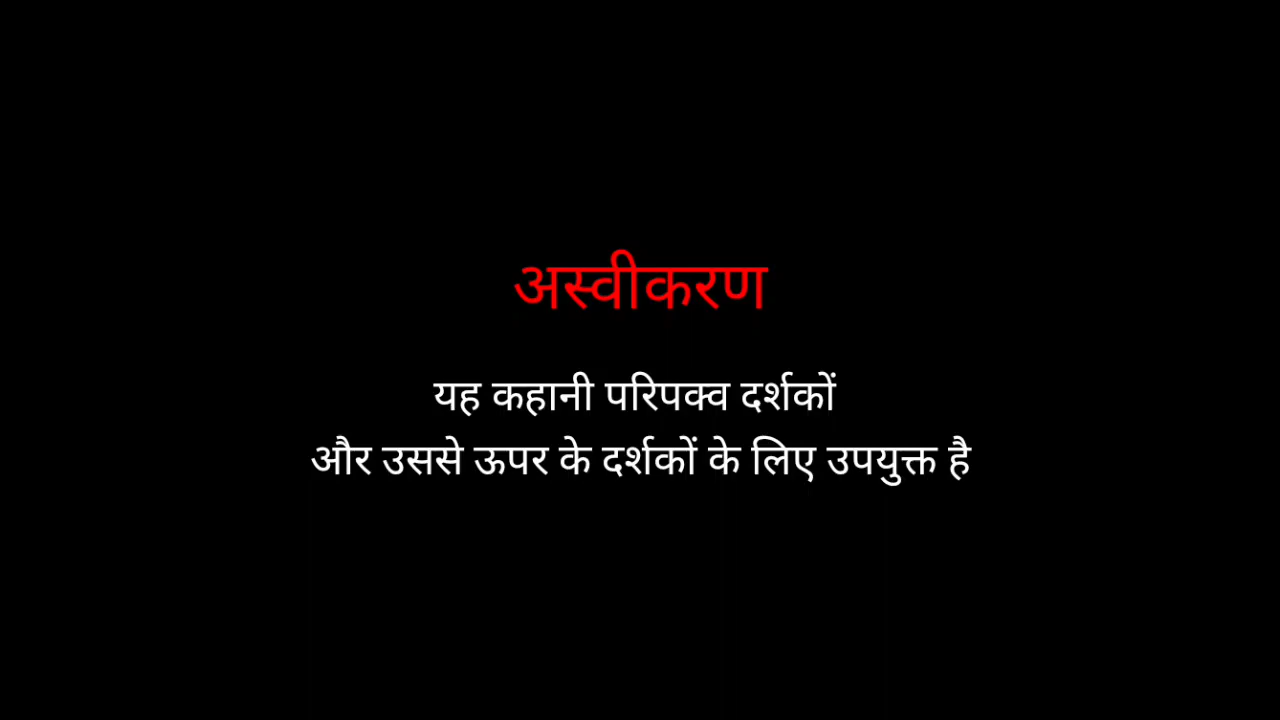 अस्वीकरण
यह कहानी परिपक्व दर्शकों
और उससे ऊपर के दर्शकों के लिए उपयुक्त है